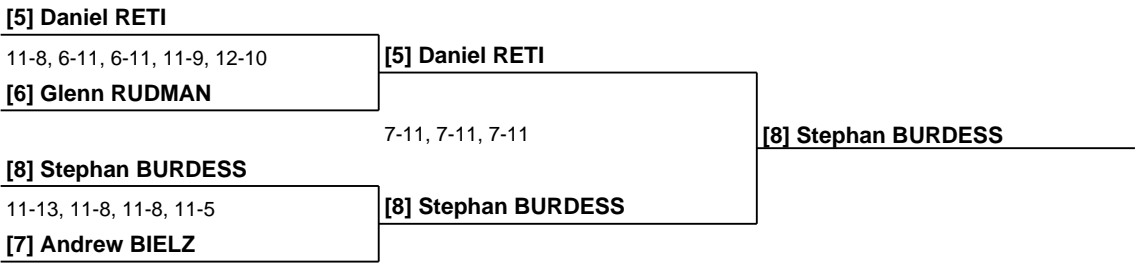 [5] Daniel RETI
11-8, 6-11, 6-11, 11-9, 12-10
[5] Daniel RETI
[6] Glenn RUDMAN
7-11, 7-11, 7-11
[8] Stephan BURDESS
[8] Stephan BURDESS
11-13, 11-8, 11-8, 11-5
[8] Stephan BURDESS
[7] Andrew BIELZ